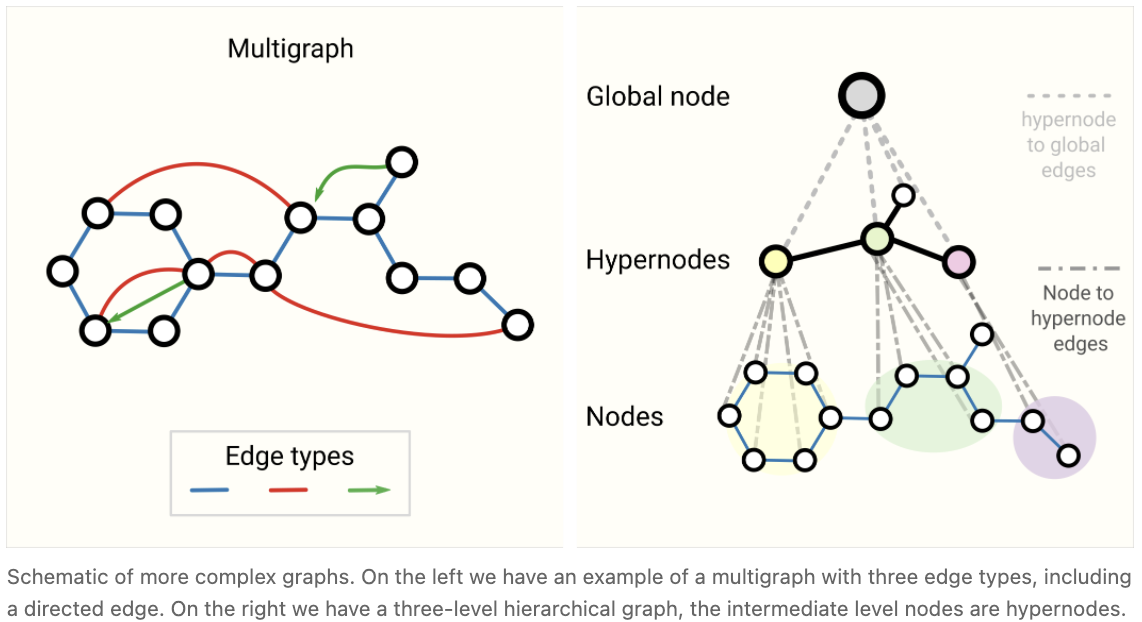 Multigraph
Edge types
Global node
hypernode
to global
edges
Hypernodes
Node to
hypernode
edges
Nodes
Schematic of more complex graphs. On the left we have an example of a multigraph with three edge types, including
a directed edge. On the right we have a three-level hierarchical graph, the intermediate level nodes are hypernodes.